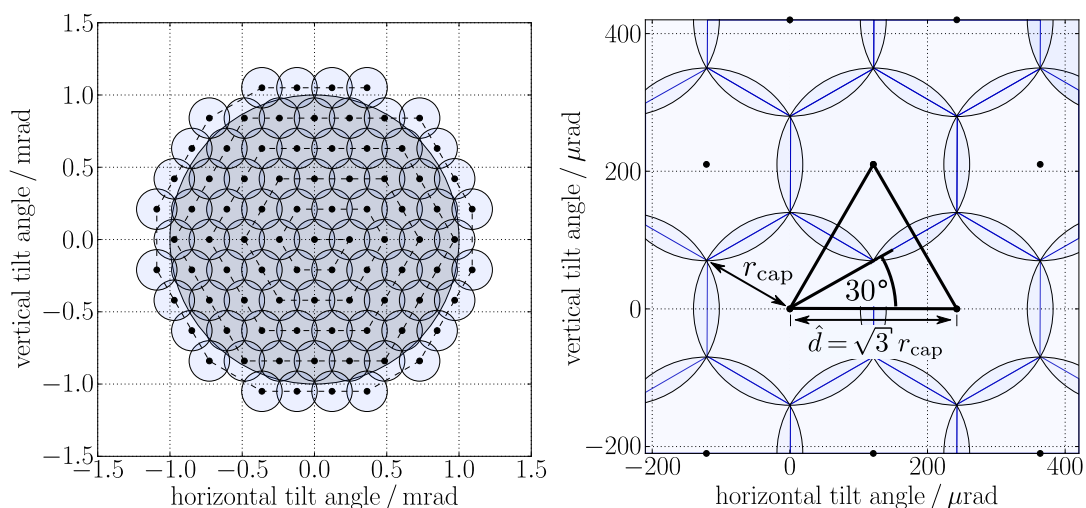 1.5
1.0
0.5
0.0
−0.5
−1.0
−1.5
−1.5 −1.0 −0.5 0.0 0.5 1.0 1.5
horizontal tilt angle / mrad
vertical tilt angle / mrad
400
200
0
−200
−200 0 200 400
horizontal tilt angle / μrad
vertical tilt angle / μrad
r_cap
30°
d̂ = √3 r_cap